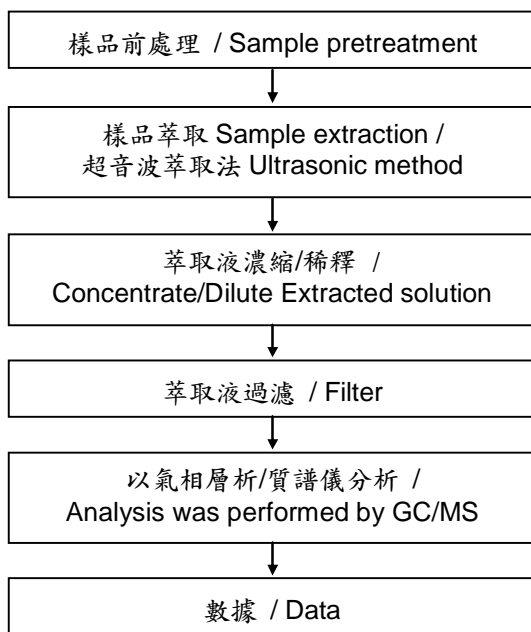 樣品前處理 / Sample pretreatment
樣品萃取 Sample extraction /
超音波萃取法 Ultrasonic method
萃取液濃縮/稀釋 /
Concentrate/Dilute Extracted solution
萃取液過濾 / Filter
以氣相層析/質譜儀分析 /
Analysis was performed by GC/MS
數據 / Data